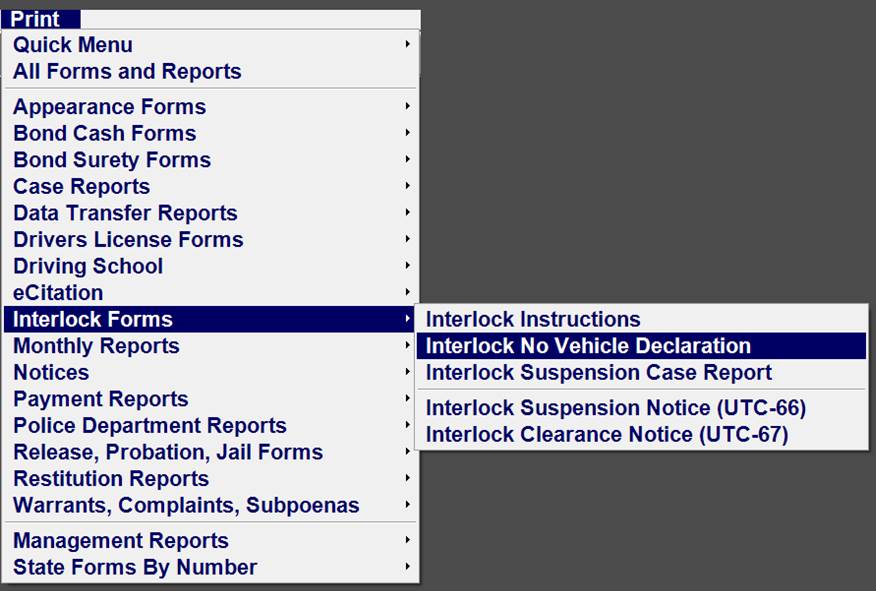 Print
Quick Menu
All Forms and Reports
Appearance Forms
Bond Cash Forms
Bond Surety Forms
Case Reports
Data Transfer Reports
Drivers License Forms
Driving School
eCitation
Interlock Forms
Monthly Reports
Notices
Payment Reports
Police Department Reports
Release, Probation, Jail Forms
Restitution Reports
Warrants, Complaints, Subpoenas
Management Reports
State Forms By Number
Interlock Instructions
Interlock No Vehicle Declaration
Interlock Suspension Case Report
Interlock Suspension Notice (UTC-66)
Interlock Clearance Notice (UTC-67)